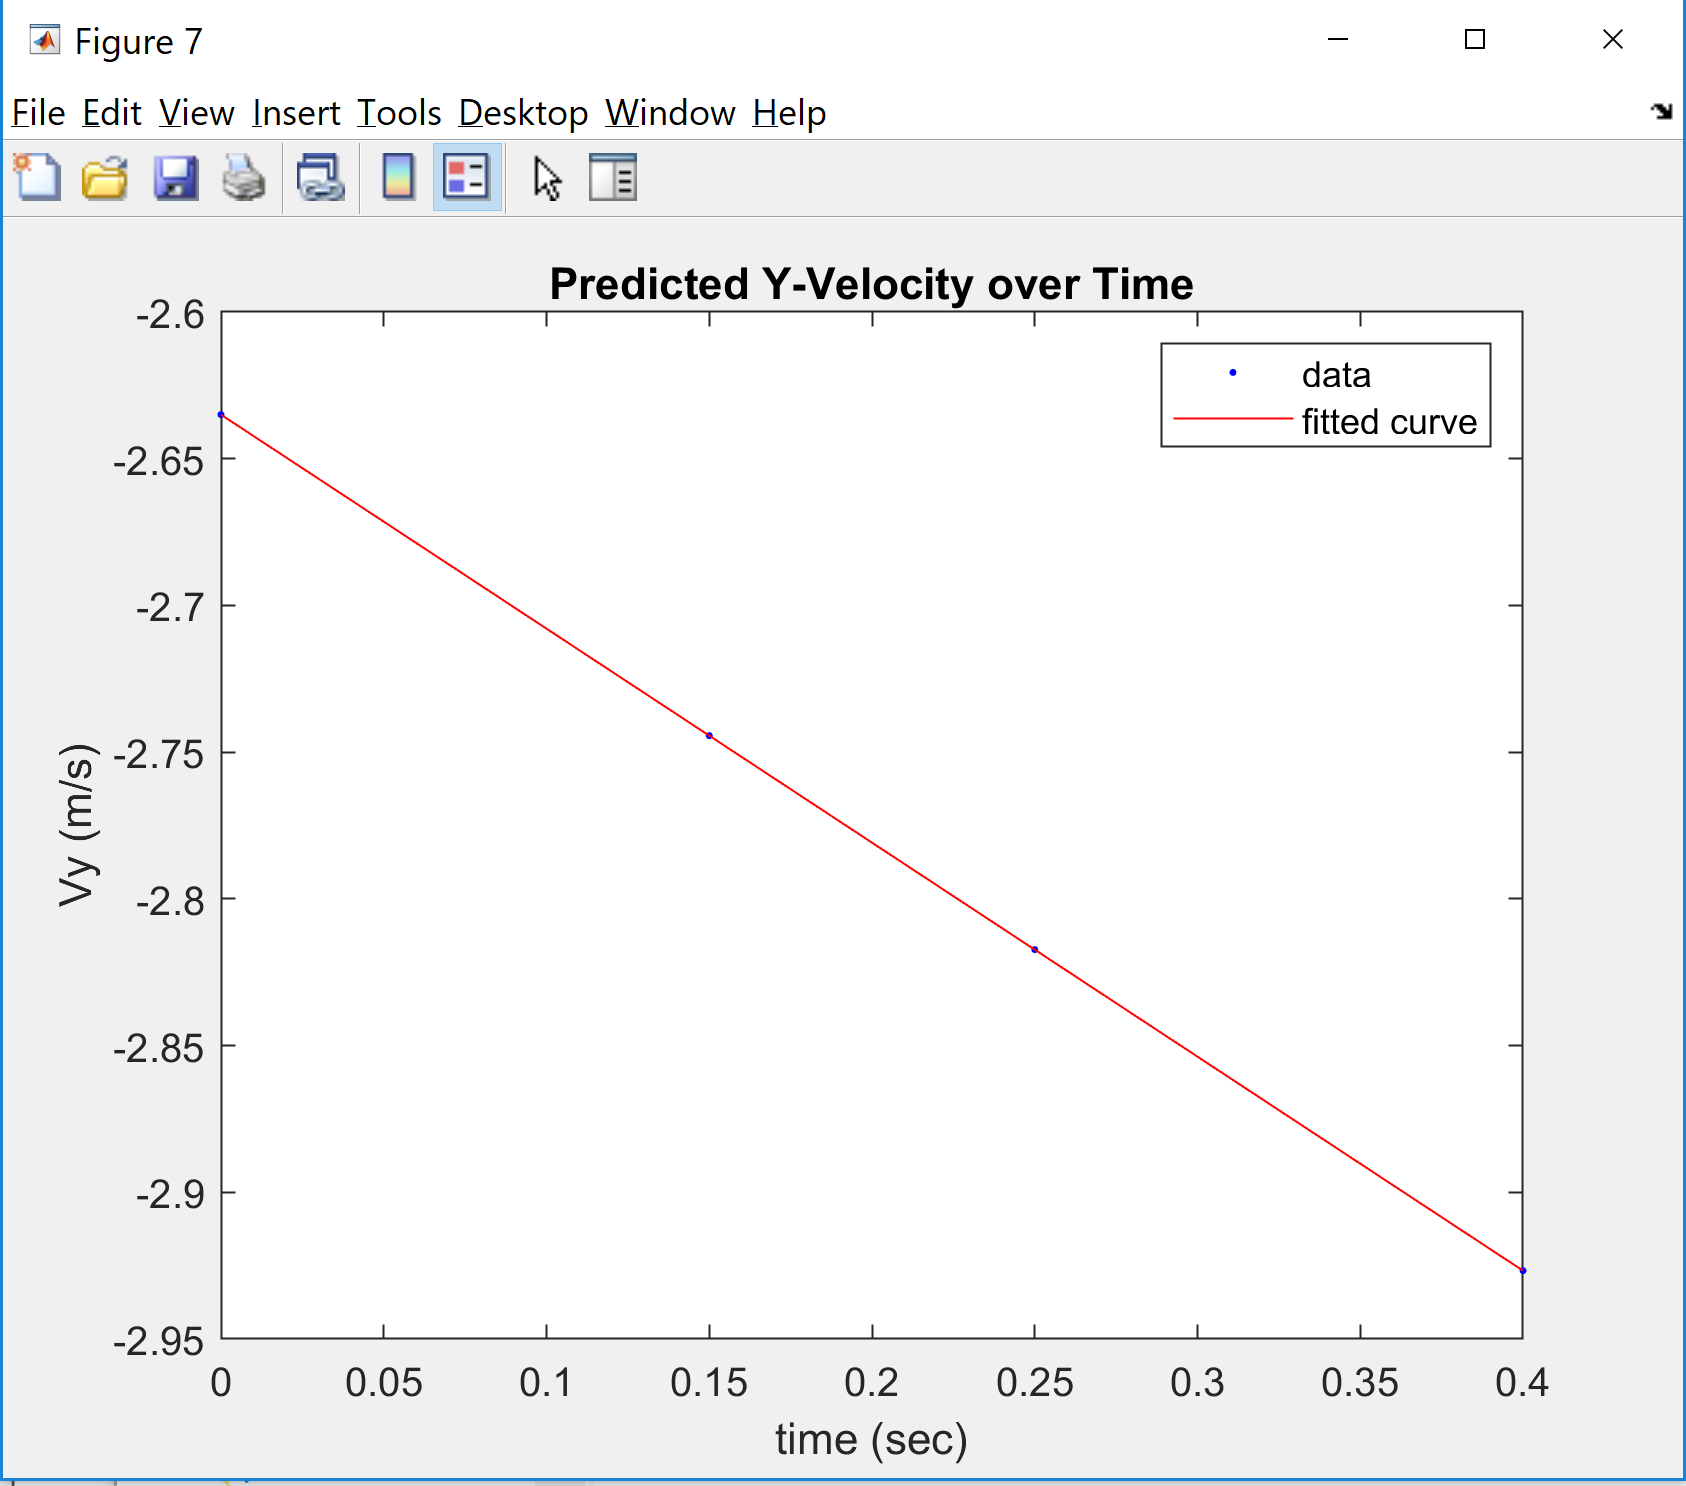 Figure 7
File Edit View Insert Tools Desktop Window Help
Predicted Y-Velocity over Time
data
fitted curve
-2.6
-2.65
-2.7
-2.75
-2.8
-2.85
-2.9
-2.95
Vy (m/s)
0 0.05 0.1 0.15 0.2 0.25 0.3 0.35 0.4
time (sec)